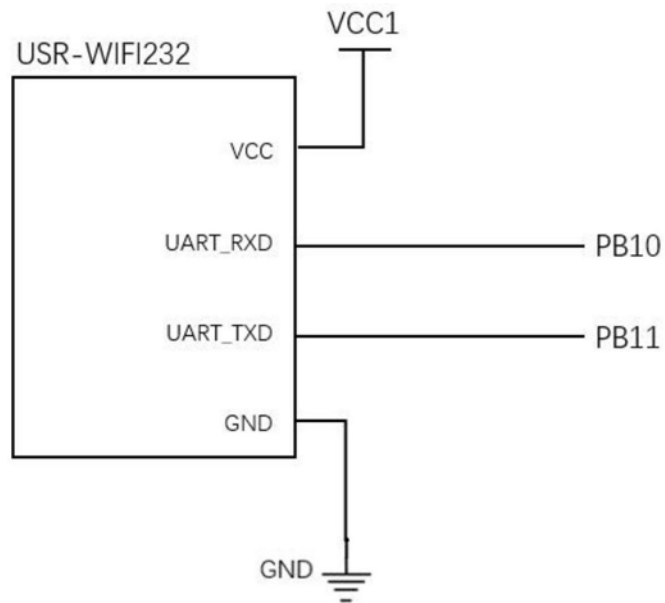 VCC1
USR-WIFI232
VCC
UART_RXD
PB10
UART_TXD
PB11
GND
GND